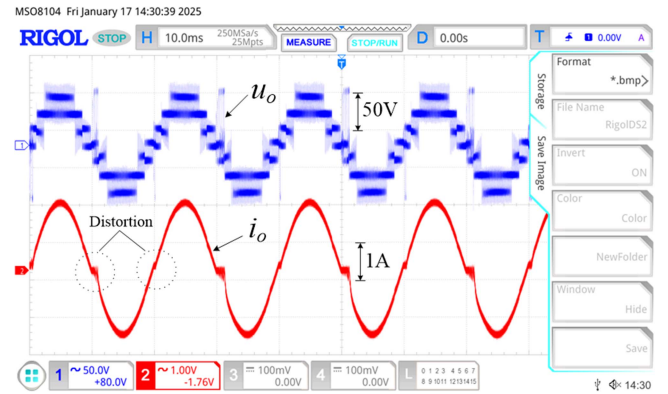 MSO8104 Fri January 17 14:30:39 2025
RIGOL STOP H 10.0ms 250MSa/s 25Mpts MEASURE STOP/RUN D 0.00s T 1 0.00V A
Format
*.bmp
File Name
RigolDS2
Invert
ON
Color
Color
NewFolder
Window
Hide
Save
Storage
Save Image
T
uo
50V
1
Distortion
io
1A
2
1 50.0V +80.0V
2 1.00V -1.76V
3 100mV 0.00V
4 100mV 0.00V
L 0 1 2 3 4 5 6 7
8 9 10 11 12 13 14 15
14:30